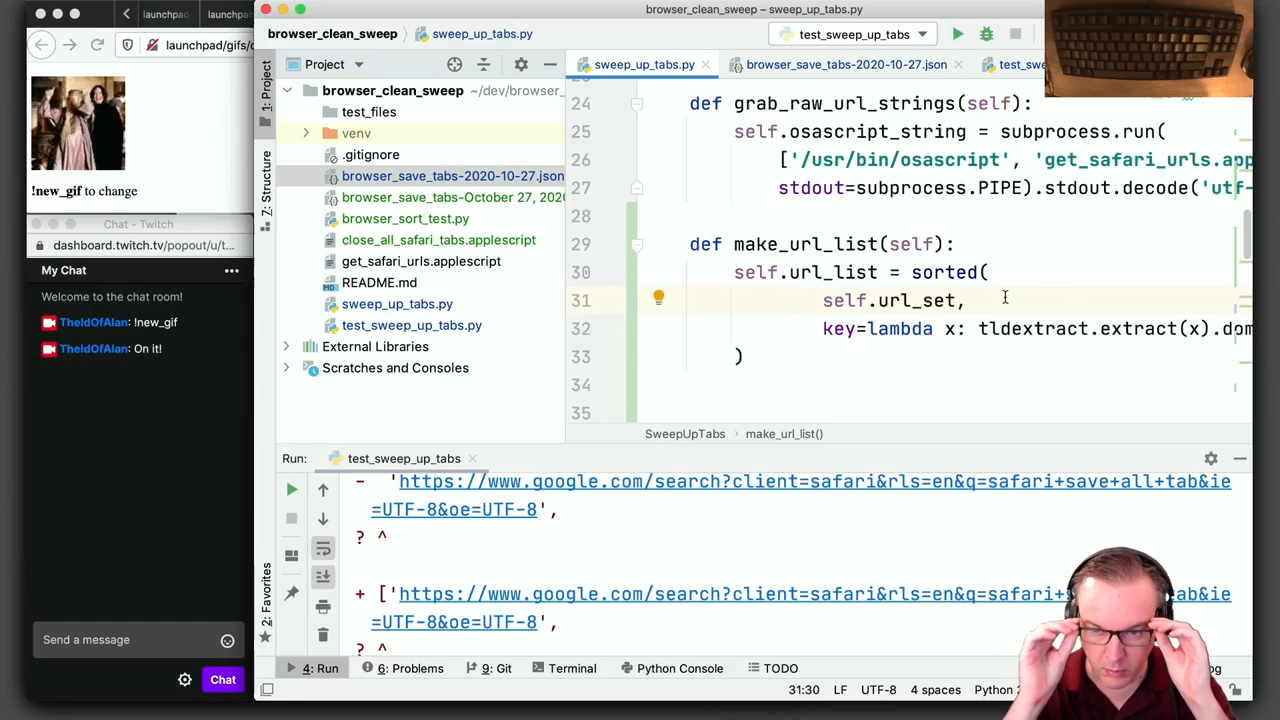 launchpad
launchpad
launchpad/gifs/
!new_gif to change
Chat - Twitch
dashboard.twitch.tv/popout/u/t...
My Chat
Welcome to the chat room!
TheIdOfAlan: !new_gif
TheIdOfAlan: On it!
Send a message
Chat
browser_clean_sweep – sweep_up_tabs.py
browser_clean_sweep
sweep_up_tabs.py
test_sweep_up_tabs
1: Project
7: Structure
2: Favorites
Project
browser_clean_sweep ~/dev/browser_
test_files
venv
.gitignore
browser_save_tabs-2020-10-27.json
browser_save_tabs-October 27, 202
browser_sort_test.py
close_all_safari_tabs.applescript
get_safari_urls.applescript
README.md
sweep_up_tabs.py
test_sweep_up_tabs.py
External Libraries
Scratches and Consoles
sweep_up_tabs.py
browser_save_tabs-2020-10-27.json
test_sw
24 def grab_raw_url_strings(self):
25 self.osascript_string = subprocess.run(
26 ['/usr/bin/osascript', 'get_safari_urls.app
27 stdout=subprocess.PIPE).stdout.decode('utf-
28
29 def make_url_list(self):
30 self.url_list = sorted(
31 self.url_set,
32 key=lambda x: tldextract.extract(x).dom
33 )
34
35
SweepUpTabs
make_url_list()
Run:
test_sweep_up_tabs
- 'https://www.google.com/search?client=safari&rls=en&q=safari+save+all+tab&ie
=UTF-8&oe=UTF-8',
? ^
+ ['https://www.google.com/search?client=safari&rls=en&q=safari+s
ab&ie
=UTF-8&oe=UTF-8',
? ^
4: Run
6: Problems
9: Git
Terminal
Python Console
TODO
31:30
LF
UTF-8
4 spaces
Python